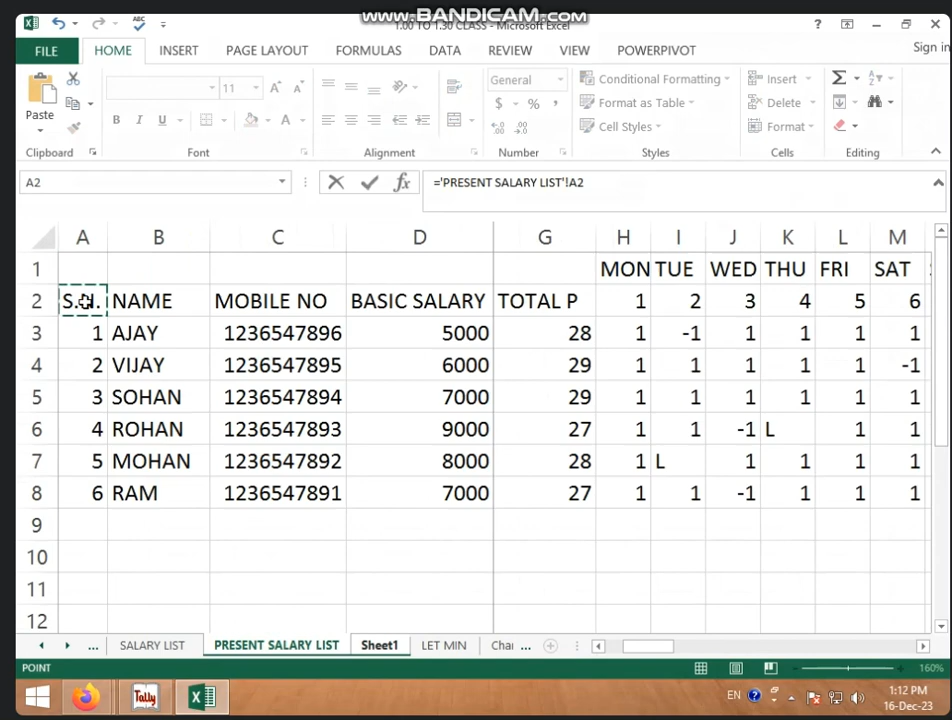 www.BANDICAM.com
1.00 TO 1.30 CLASS - Microsoft Excel
FILE HOME INSERT PAGE LAYOUT FORMULAS DATA REVIEW VIEW POWERPIVOT Sign in
Paste 11 General Conditional Formatting Insert
B I U $ % Format as Table Delete
Cell Styles Format
Clipboard Font Alignment Number Styles Cells Editing
A2 ='PRESENT SALARY LIST'!A2
A B C D G H I J K L M
1 MON TUE WED THU FRI SAT
2 NAME MOBILE NO BASIC SALARY TOTAL P 1 2 3 4 5 6
3 1 AJAY 1236547896 5000 28 1 -1 1 1 1 1
4 2 VIJAY 1236547895 6000 29 1 1 1 1 1 -1
5 3 SOHAN 1236547894 7000 29 1 1 1 1 1 1
6 4 ROHAN 1236547893 9000 27 1 1 -1 L 1 1
7 5 MOHAN 1236547892 8000 28 1 L 1 1 1 1
8 6 RAM 1236547891 7000 27 1 1 -1 1 1 1
9
10
11
12
... SALARY LIST PRESENT SALARY LIST Sheet1 LET MIN Cha ...
POINT 160%
Tally EN 1:12 PM
16-Dec-23